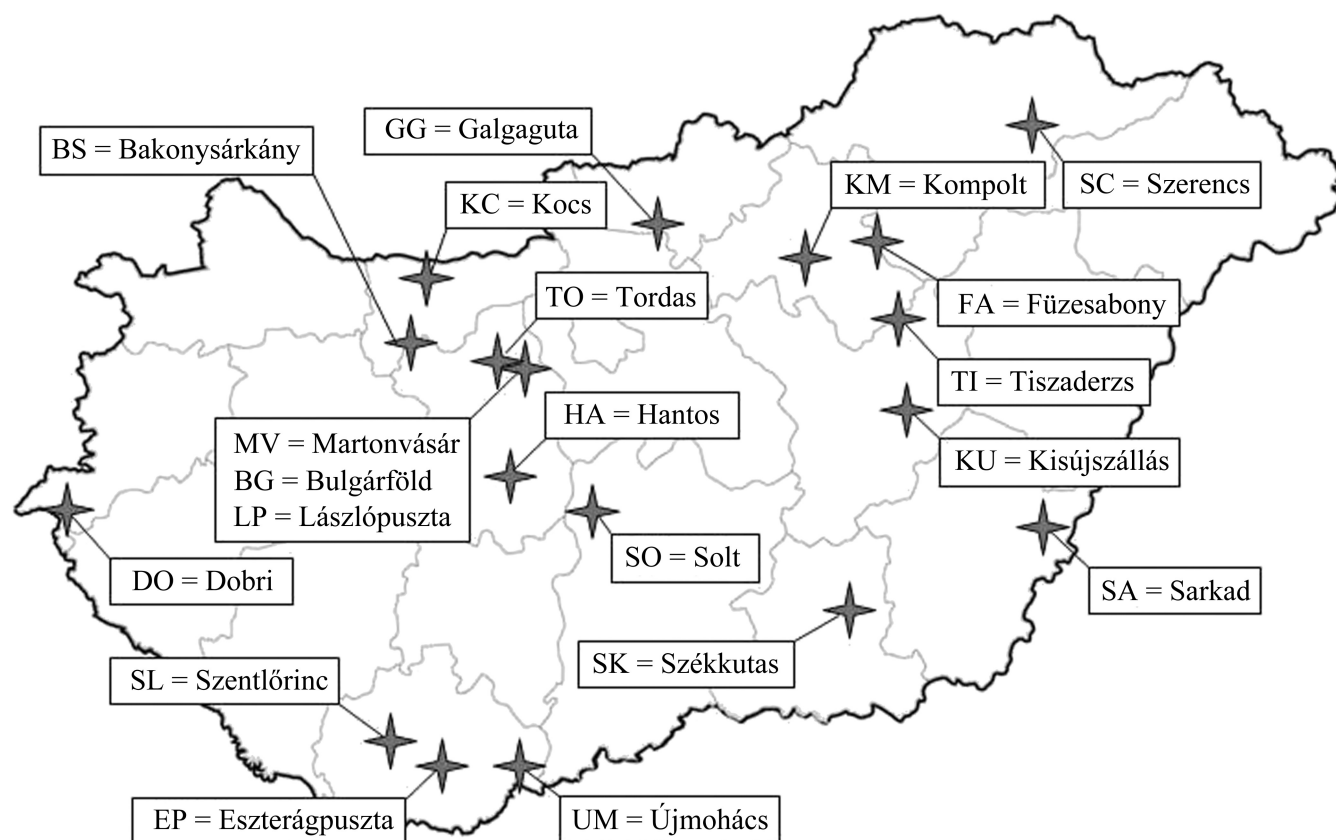 GG = Galgaguta
BS = Bakonysárkány
KM = Kompolt
SC = Szerencs
KC = Kocs
TO = Tordas
FA = Füzesabony
TI = Tiszaderzs
HA = Hantos
MV = Martonvásár
BG = Bulgárföld
LP = Lászlópuszta
KU = Kisújszállás
SO = Solt
DO = Dobri
SA = Sarkad
SK = Székkutas
SL = Szentlőrinc
EP = Eszterágpuszta
UM = Újmohács